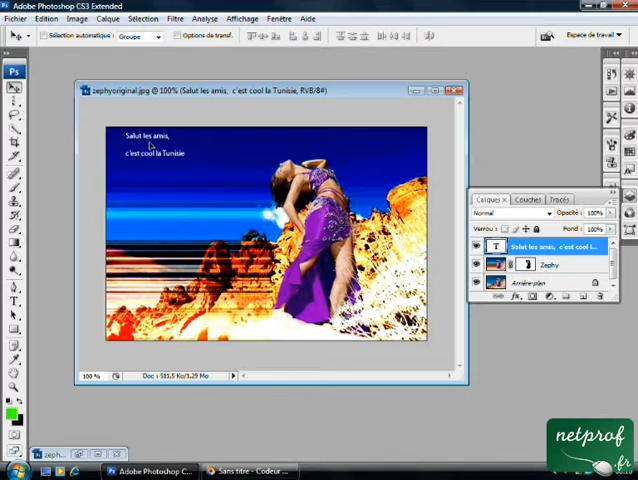 Adobe Photoshop CS3 Extended
Fichier Edition Image Calque Sélection Filtre Analyse Affichage Fenêtre Aide
Sélection automatique : Groupe Options de transf. Espace de travail
Ps
zephyoriginal.jpg @ 100% (Salut les amis, c'est cool la Tunisie, RVB/8#)
Salut les amis,
c'est cool la Tunisie
Calques Couches Tracés
Normal Opacité : 100%
Verrou : Fond : 100%
T Salut les amis, c'est cool l...
Zephy
Arrière-plan
100 % Doc : 511.5 Ko/1.29 Mo
zeph...
netprof
.fr
Adobe Photoshop C... Sans titre - Codeur ...